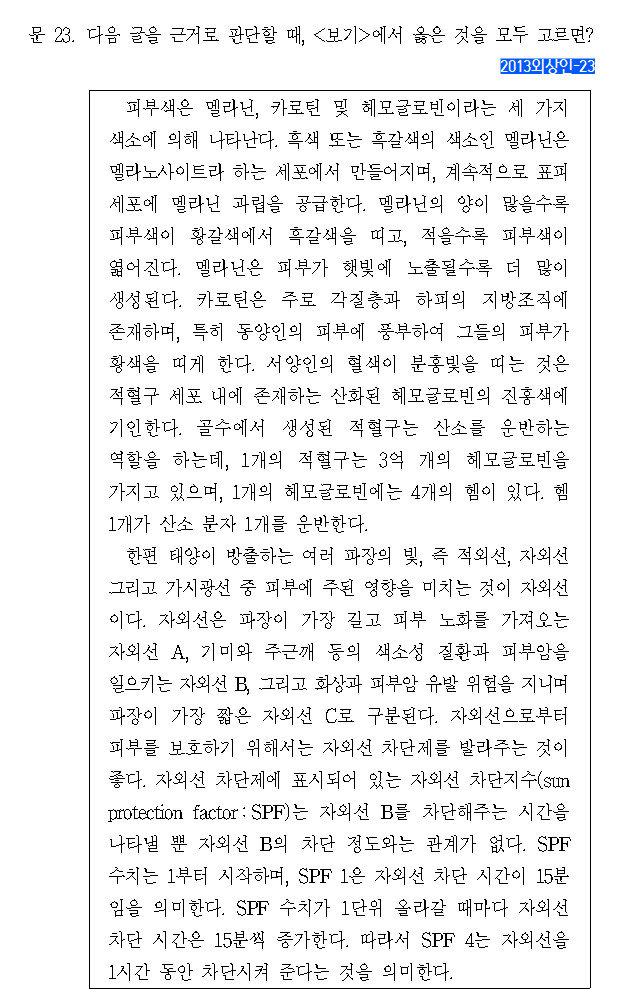 문 23. 다음 글을 근거로 판단할 때, <보기>에서 옳은 것을 모두 고르면?
2013외상인-23
피부색은 멜라닌, 카로틴 및 헤모글로빈이라는 세 가지
색소에 의해 나타난다. 흑색 또는 흑갈색의 색소인 멜라닌은
멜라노사이트라 하는 세포에서 만들어지며, 계속적으로 표피
세포에 멜라닌 과립을 공급한다. 멜라닌의 양이 많을수록
피부색이 황갈색에서 흑갈색을 띠고, 적을수록 피부색이
엷어진다. 멜라닌은 피부가 햇빛에 노출될수록 더 많이
생성된다. 카로틴은 주로 각질층과 하피의 지방조직에
존재하며, 특히 동양인의 피부에 풍부하여 그들의 피부가
황색을 띠게 한다. 서양인의 혈색이 분홍빛을 띠는 것은
적혈구 세포 내에 존재하는 산화된 헤모글로빈의 진홍색에
기인한다. 골수에서 생성된 적혈구는 산소를 운반하는
역할을 하는데, 1개의 적혈구는 3억 개의 헤모글로빈을
가지고 있으며, 1개의 헤모글로빈에는 4개의 헴이 있다. 헴
1개가 산소 분자 1개를 운반한다.
한편 태양이 방출하는 여러 파장의 빛, 즉 적외선, 자외선
그리고 가시광선 중 피부에 주된 영향을 미치는 것이 자외선
이다. 자외선은 파장이 가장 길고 피부 노화를 가져오는
자외선 A, 기미와 주근깨 등의 색소성 질환과 피부암을
일으키는 자외선 B, 그리고 화상과 피부암 유발 위험을 지니며
파장이 가장 짧은 자외선 C로 구분된다. 자외선으로부터
피부를 보호하기 위해서는 자외선 차단제를 발라주는 것이
좋다. 자외선 차단제에 표시되어 있는 자외선 차단지수(sun
protection factor : SPF)는 자외선 B를 차단해주는 시간을
나타낼 뿐 자외선 B의 차단 정도와는 관계가 없다. SPF
수치는 1부터 시작하며, SPF 1은 자외선 차단 시간이 15분
임을 의미한다. SPF 수치가 1단위 올라갈 때마다 자외선
차단 시간은 15분씩 증가한다. 따라서 SPF 4는 자외선을
1시간 동안 차단시켜 준다는 것을 의미한다.